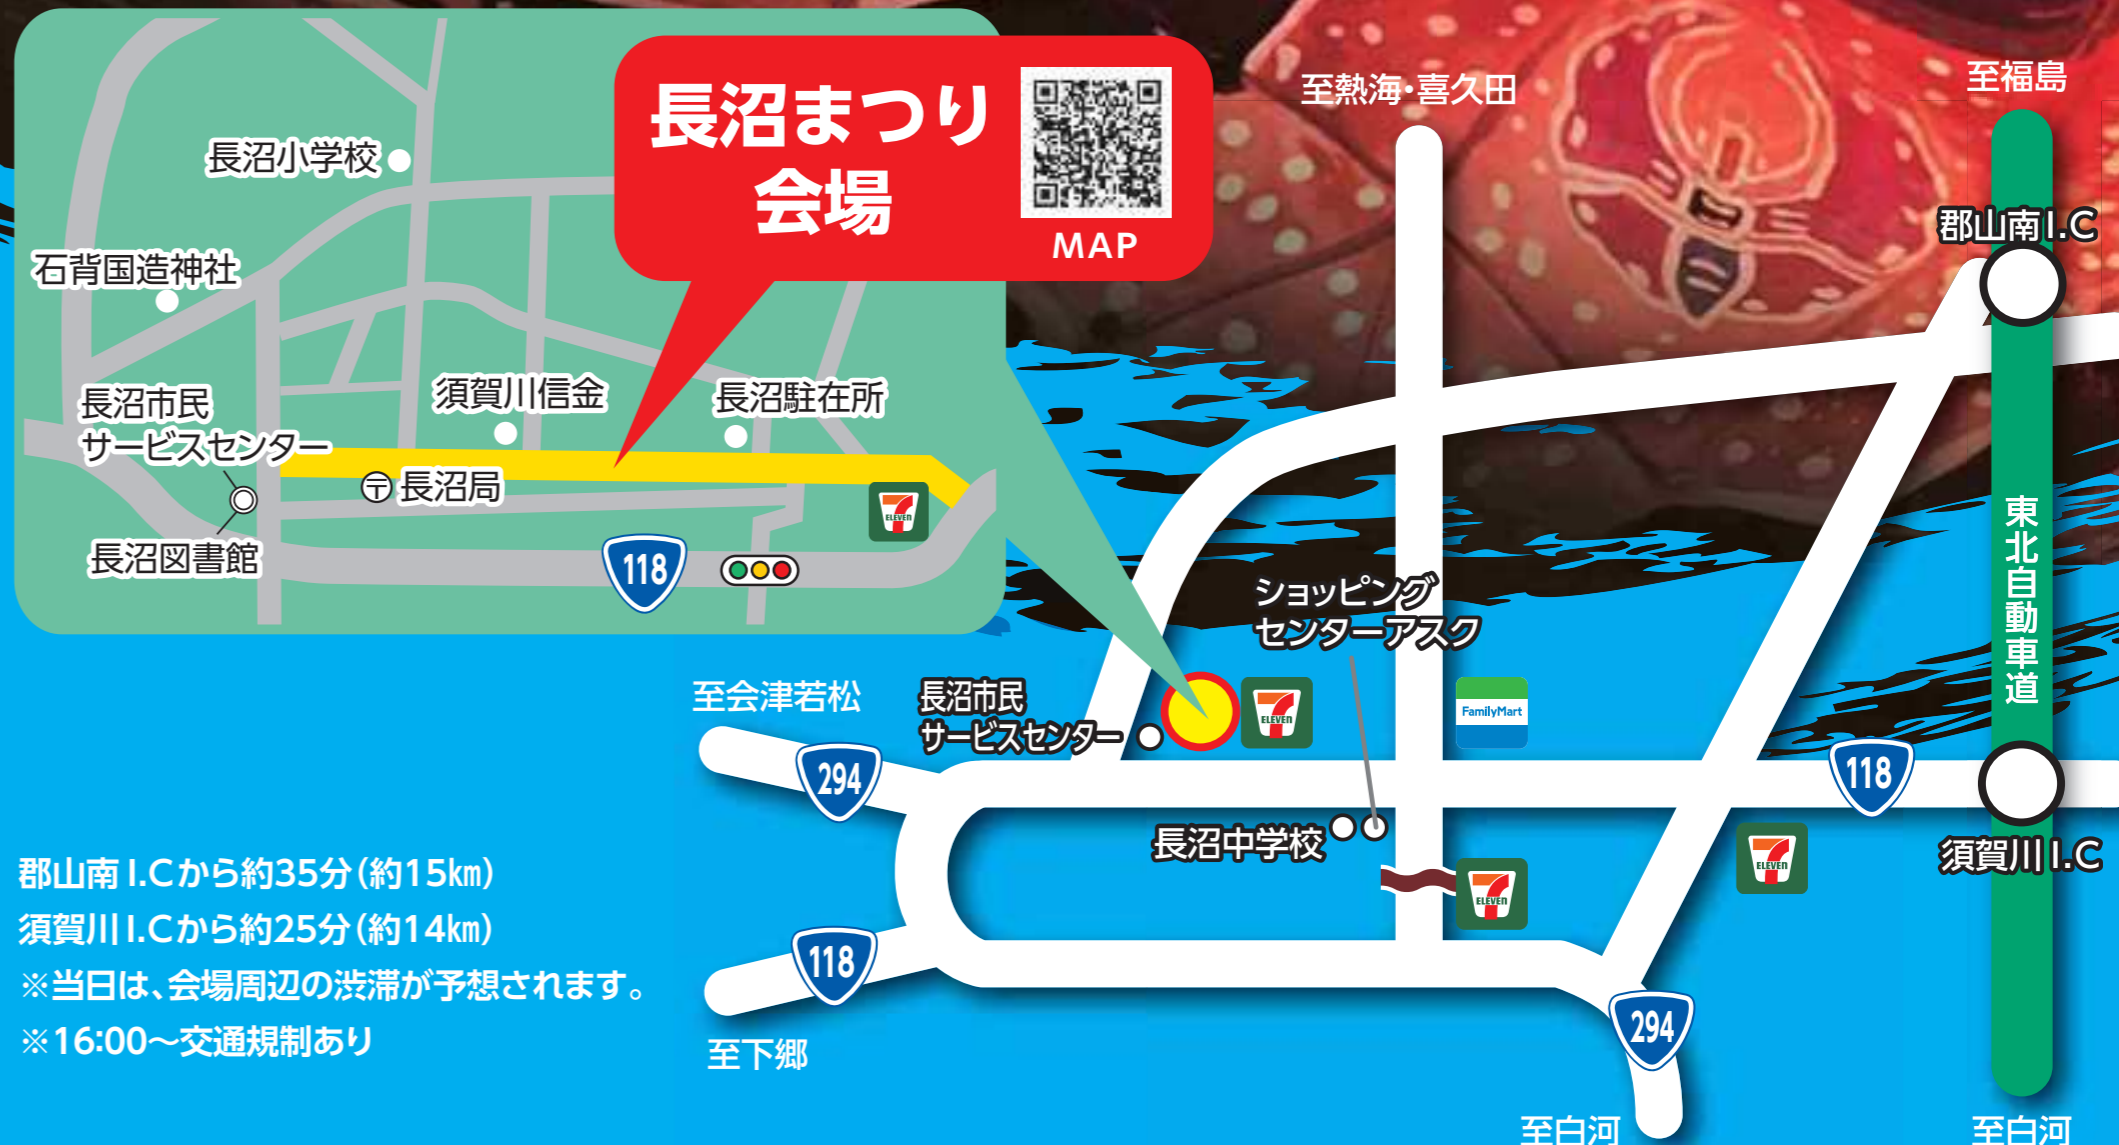 長沼まつり
会場
MAP
長沼小学校
石背国造神社
長沼市民
サービスセンター
須賀川信金
長沼駐在所
〒長沼局
長沼図書館
7
ELEVEN
118
至熱海・喜久田
至福島
郡山南I.C
東北自動車道
ショッピング
センターアスク
至会津若松
長沼市民
サービスセンター
7
ELEVEN
FamilyMart
294
118
長沼中学校
7
ELEVEN
7
ELEVEN
須賀川I.C
118
294
至下郷
至白河
至白河
郡山南I.Cから約35分(約15㎞)
須賀川I.Cから約25分(約14㎞)
※当日は、会場周辺の渋滞が予想されます。
※16:00～交通規制あり